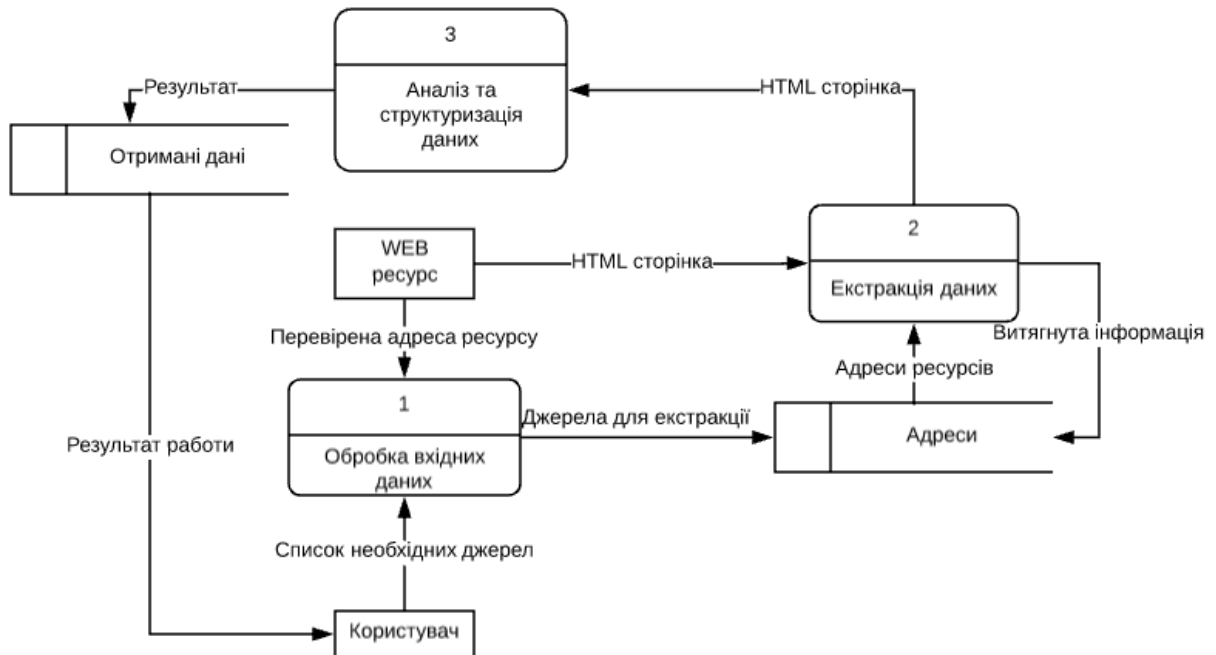 3
Аналіз та
структуризація
даних
Результат
HTML сторінка
Отримані дані
2
Екстракція даних
WEB
ресурс
HTML сторінка
Витягнута інформація
Перевірена адреса ресурсу
Адреси ресурсів
1
Обробка вхідних
даних
Джерела для екстракції
Адреси
Результат работи
Список необхідних джерел
Користувач